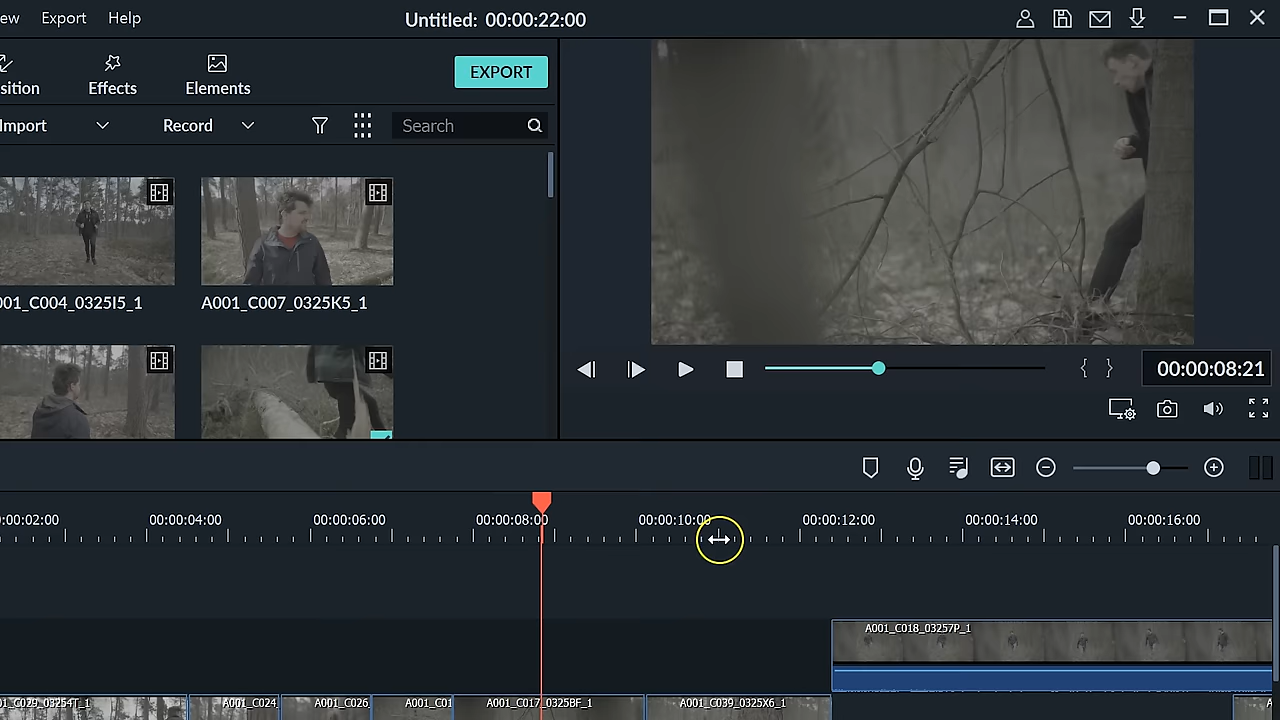 ew Export Help Untitled: 00:00:22:00
sition Effects Elements EXPORT
Import Record Search
001_C004_0325I5_1 A001_C007_0325K5_1
00:00:08:21
0:00:02:00 00:00:04:00 00:00:06:00 00:00:08:00 00:00:10:00 00:00:12:00 00:00:14:00 00:00:16:00
A001_C018_03257P_1
1_C029_03254T_1 A001_C024 A001_C026 A001_C01 A001_C017_0325BF_1 A001_C039_0325X6_1 A